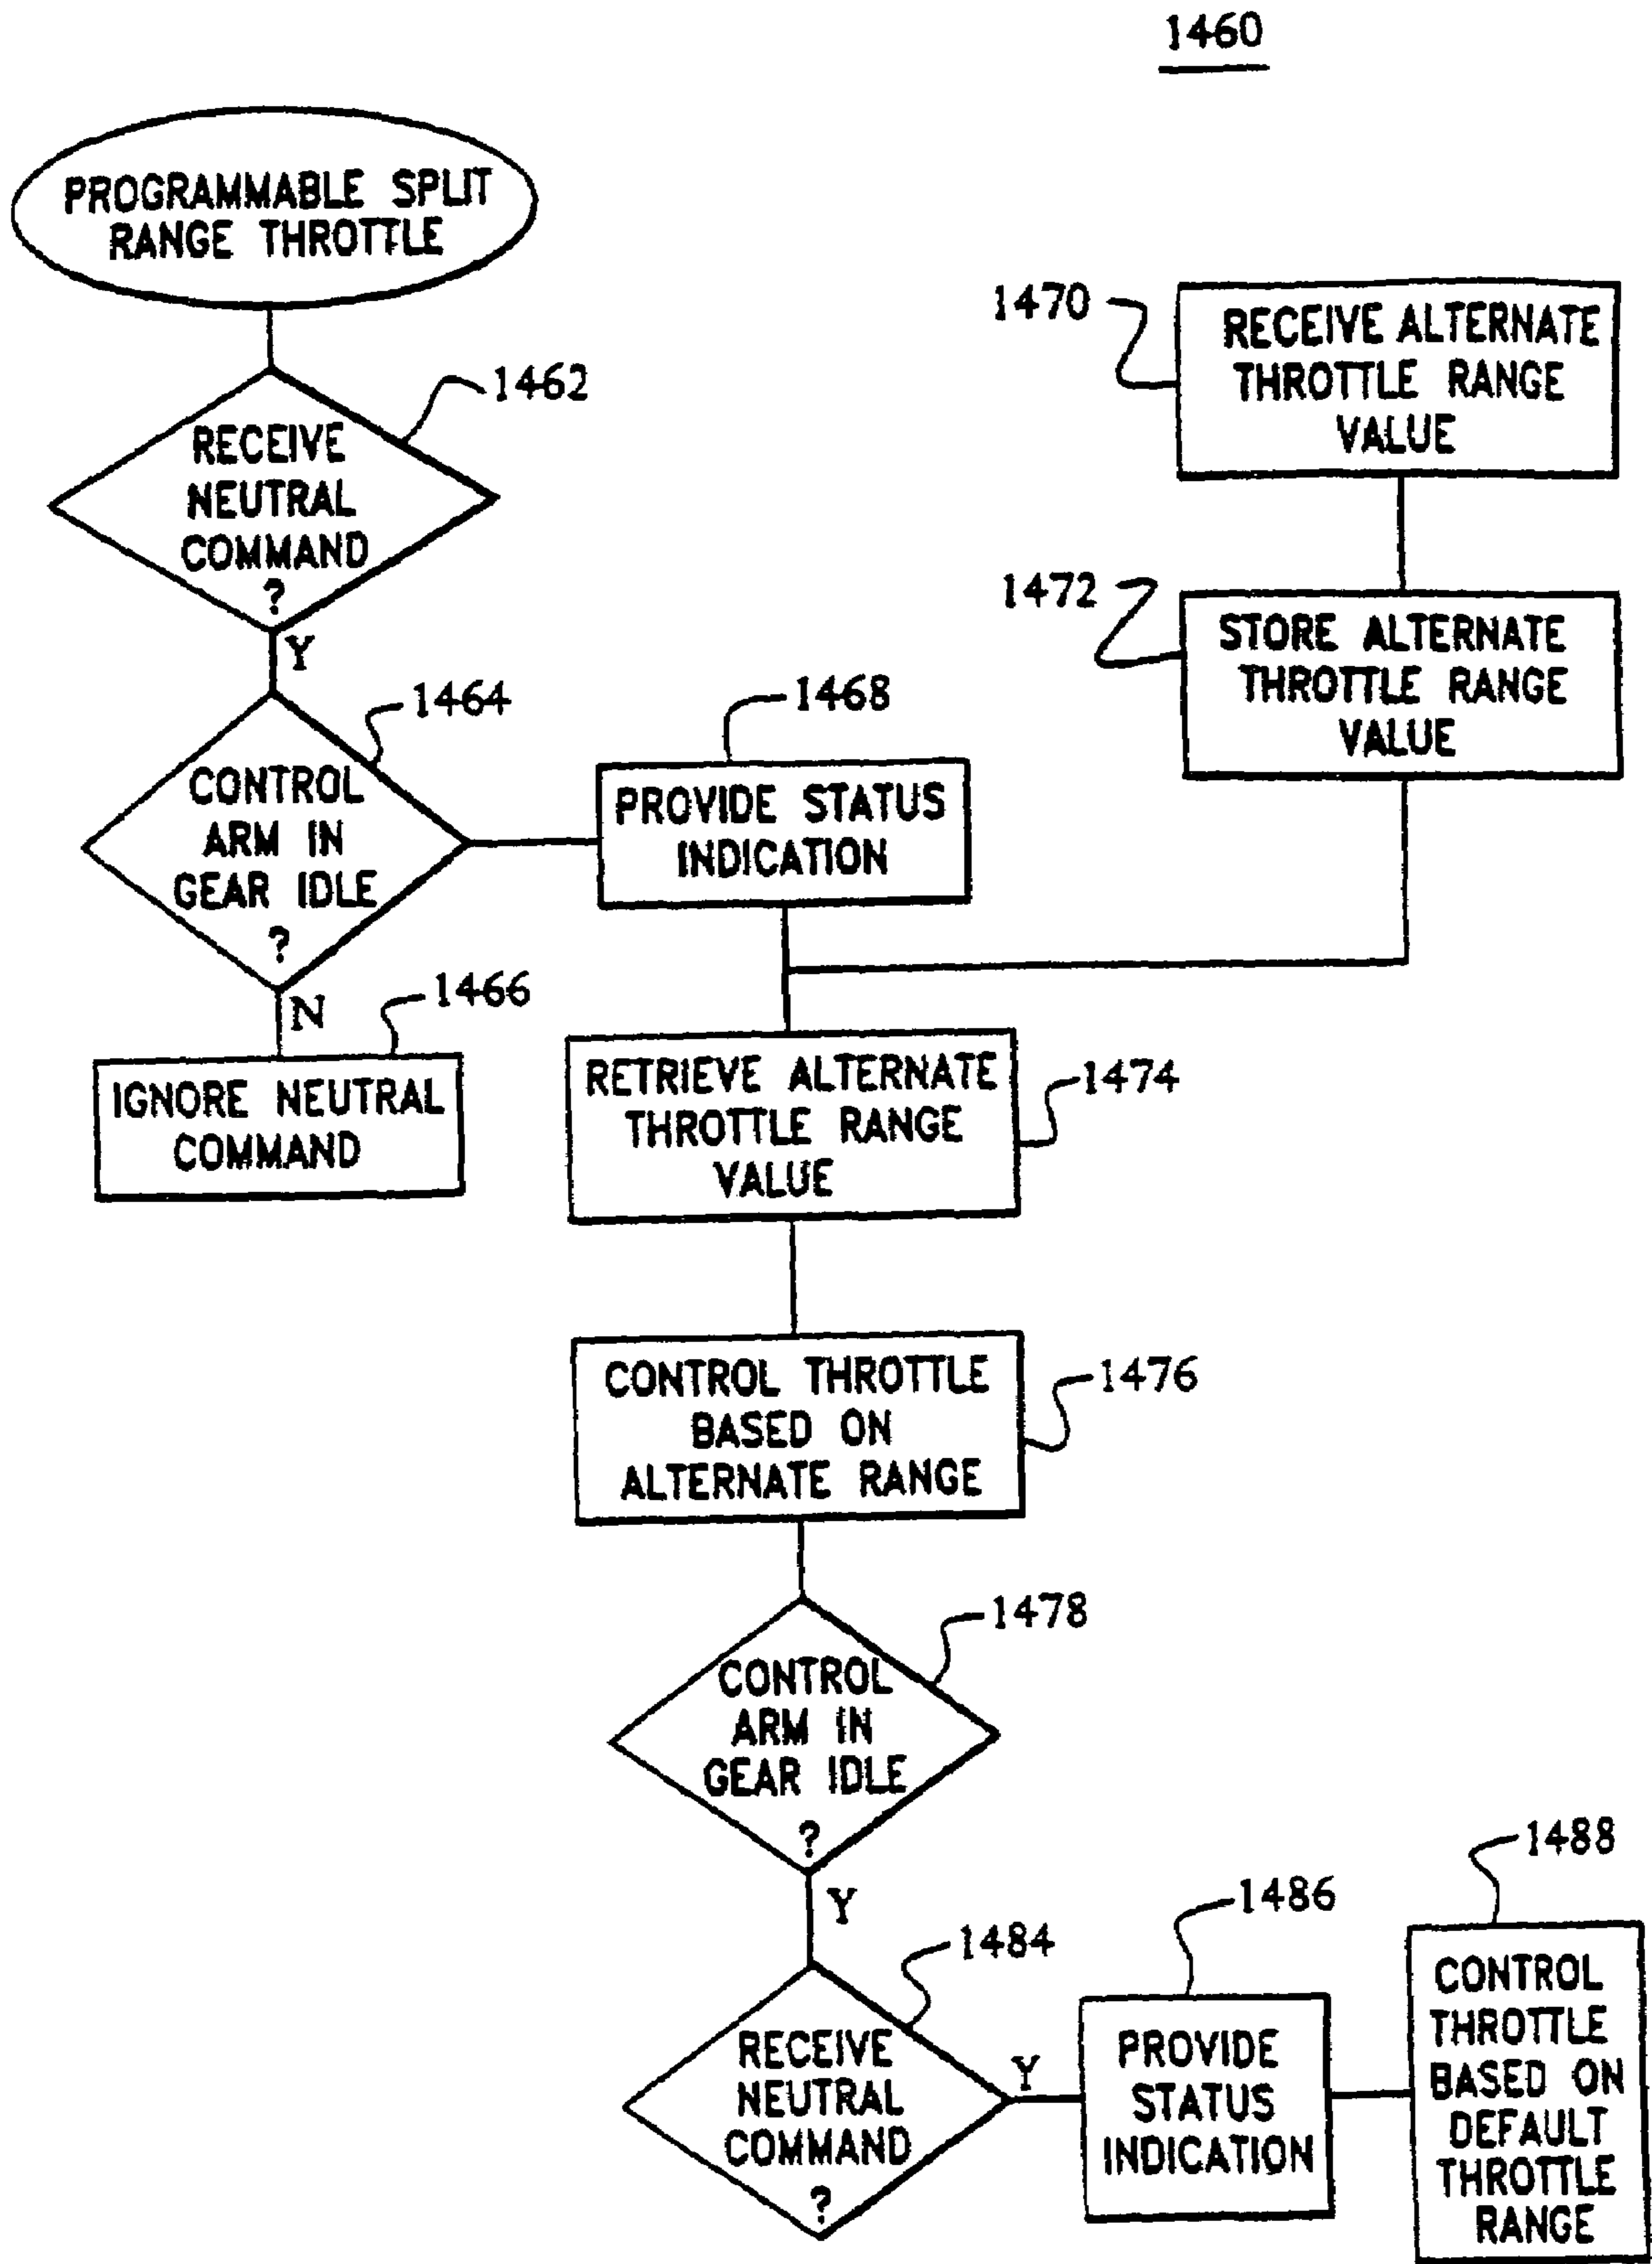 1460
PROGRAMMABLE SPLIT
RANGE THROTTLE
1462
RECEIVE
NEUTRAL
COMMAND
?
Y
1464
CONTROL
ARM IN
GEAR IDLE
?
N
1466
IGNORE NEUTRAL
COMMAND
1468
PROVIDE STATUS
INDICATION
1470
RECEIVE ALTERNATE
THROTTLE RANGE
VALUE
1472
STORE ALTERNATE
THROTTLE RANGE
VALUE
RETRIEVE ALTERNATE
THROTTLE RANGE
VALUE
1474
CONTROL THROTTLE
BASED ON
ALTERNATE RANGE
1476
1478
CONTROL
ARM IN
GEAR IDLE
?
Y
1484
RECEIVE
NEUTRAL
COMMAND
?
Y
1486
PROVIDE
STATUS
INDICATION
1488
CONTROL
THROTTLE
BASED ON
DEFAULT
THROTTLE
RANGE